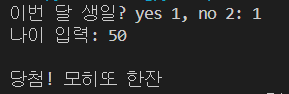 이번 달 생일? yes 1, no 2: 1
나이 입력: 50
당첨! 모히또 한잔